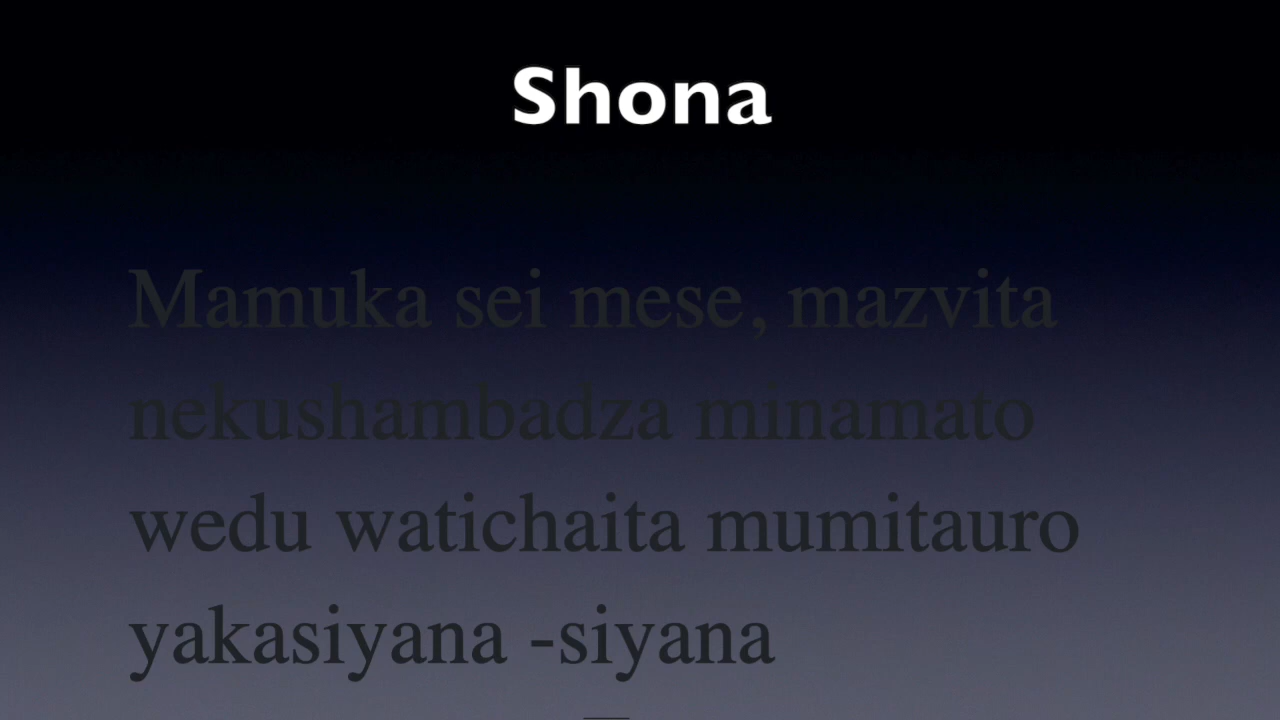 Shona
Mamuka sei mese, mazvita
nekushambadza minamato
wedu watichaita mumitauro
yakasiyana -siyana